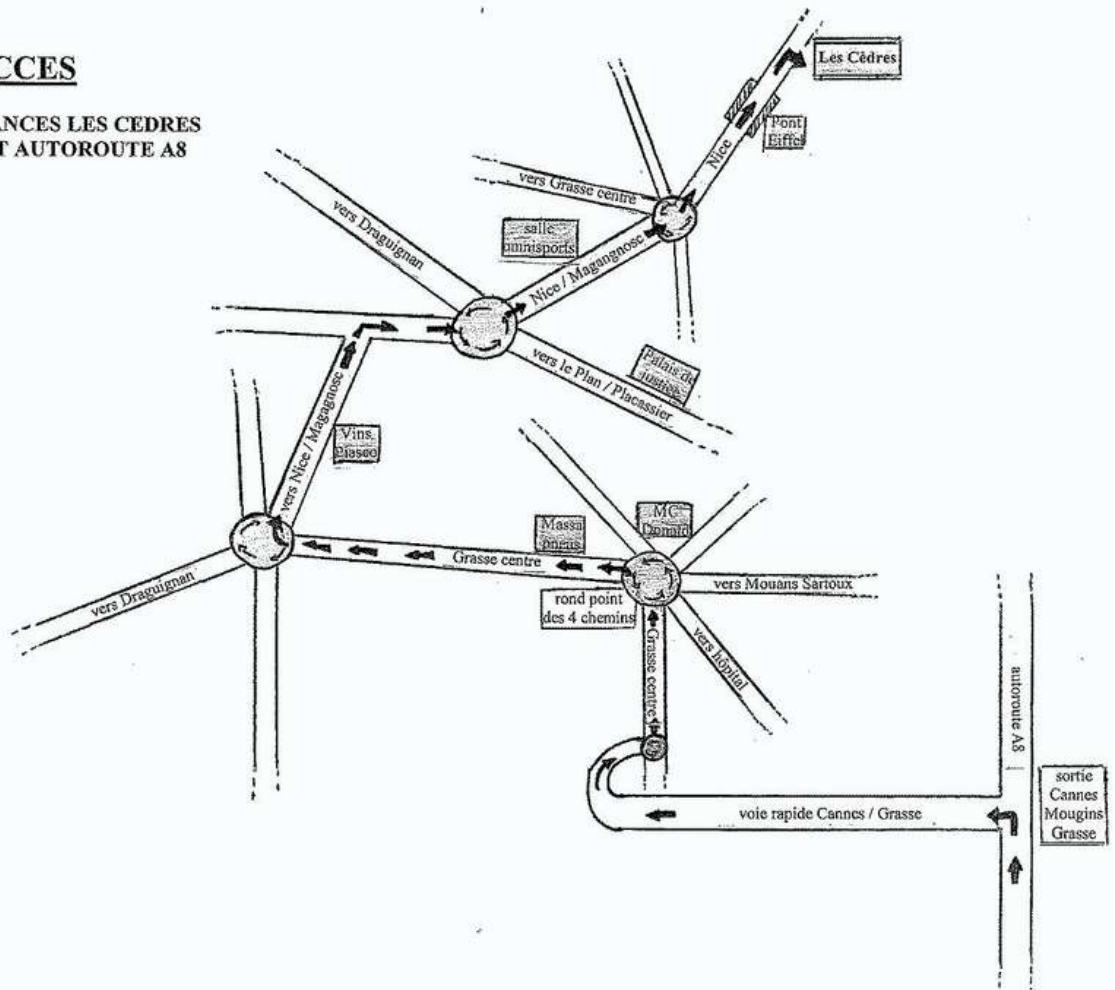 CCES
ANCES LES CEDRES
T AUTOROUTE A8
Les Cèdres
Pont
Eiffel
Nice
vers Grasse centre
salle
omnisports
vers Draguignan
Nice / Magangnosc
vers le Plan / Placassier
Palais de
justice
vers Nice / Magagnosc
Vins
MC
Donald
Massa
pneus
Grasse centre
vers Mouans Sartoux
rond point
des 4 chemins
vers Draguignan
Grasse centre
vers hôpital
autoroute A8
sortie
Cannes
Mougins
Grasse
voie rapide Cannes / Grasse